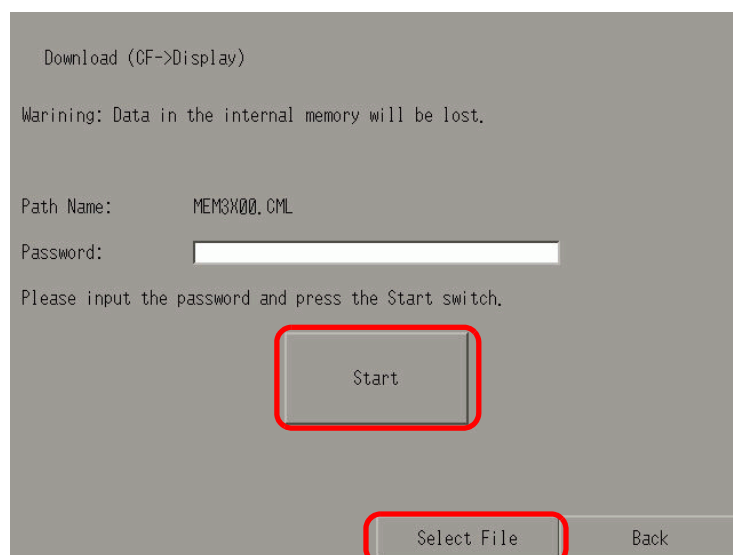 Download (CF->Display)
Warining: Data in the internal memory will be lost.
Path Name: MEM3X00.CML
Password:
Please input the password and press the Start switch.
Start
Select File Back